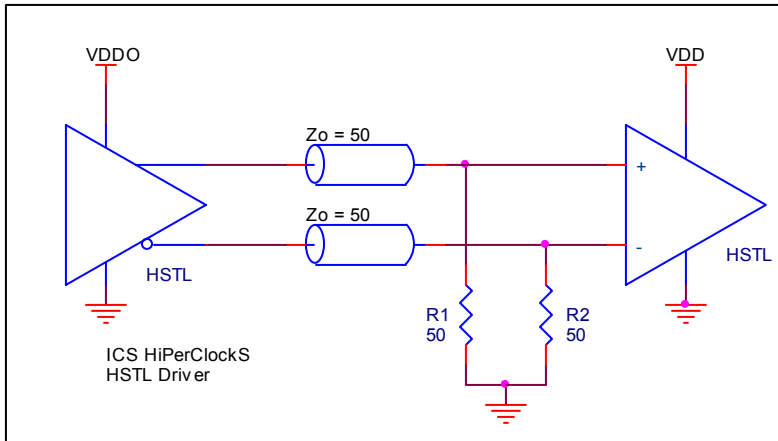 VDDO
VDD
Zo = 50
+
Zo = 50
-
HSTL
HSTL
R1
50
R2
50
ICS HiPerClockS
HSTL Driver